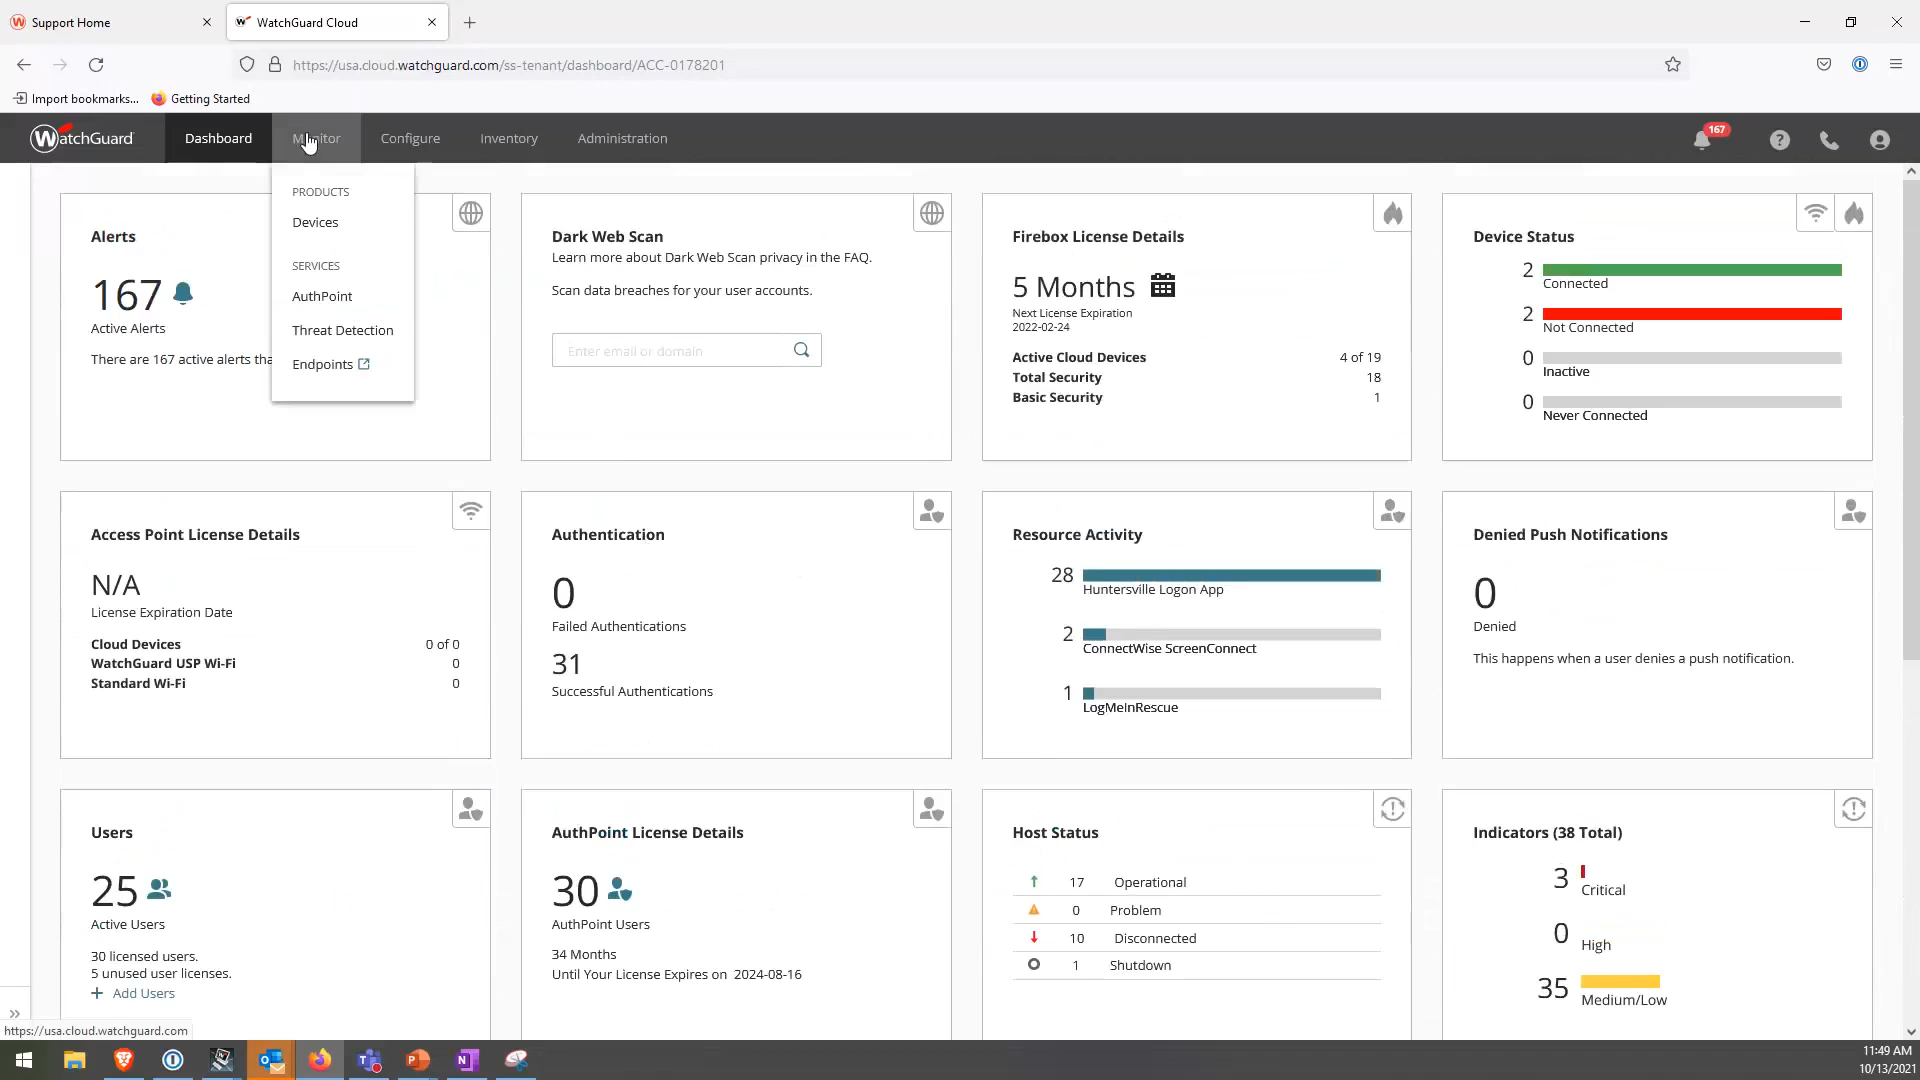 Support Home
WatchGuard Cloud
https://usa.cloud.watchguard.com/ss-tenant/dashboard/ACC-0178201
Import bookmarks...
Getting Started
WatchGuard
Dashboard
Monitor
Configure
Inventory
Administration
167
PRODUCTS
Devices
SERVICES
AuthPoint
Threat Detection
Endpoints
Alerts
167
Active Alerts
There are 167 active alerts tha
Dark Web Scan
Learn more about Dark Web Scan privacy in the FAQ.
Scan data breaches for your user accounts.
Enter email or domain
Firebox License Details
5 Months
Next License Expiration
2022-02-24
Active Cloud Devices 4 of 19
Total Security 18
Basic Security 1
Device Status
2
Connected
2
Not Connected
0
Inactive
0
Never Connected
Access Point License Details
N/A
License Expiration Date
Cloud Devices 0 of 0
WatchGuard USP Wi-Fi 0
Standard Wi-Fi 0
Authentication
0
Failed Authentications
31
Successful Authentications
Resource Activity
28
Huntersville Logon App
2
ConnectWise ScreenConnect
1
LogMeInRescue
Denied Push Notifications
0
Denied
This happens when a user denies a push notification.
Users
25
Active Users
30 licensed users.
5 unused user licenses.
+ Add Users
AuthPoint License Details
30
AuthPoint Users
34 Months
Until Your License Expires on 2024-08-16
Host Status
17 Operational
0 Problem
10 Disconnected
1 Shutdown
Indicators (38 Total)
3
Critical
0
High
35
Medium/Low
https://usa.cloud.watchguard.com
11:49 AM
10/13/2021